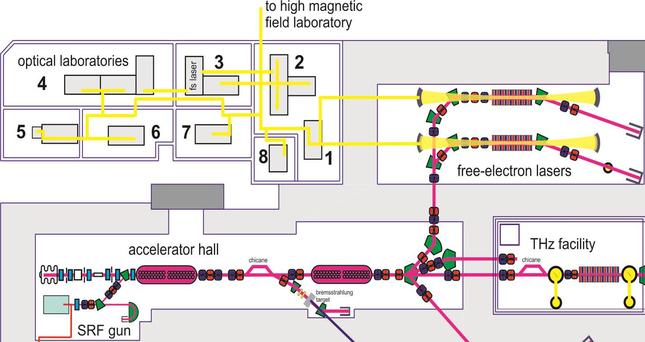 to high magnetic
field laboratory
optical laboratories
4
fs laser
3
2
5
6
7
8
1
free-electron lasers
accelerator hall
chicane
bremsstrahlung
target
SRF gun
THz facility
chicane